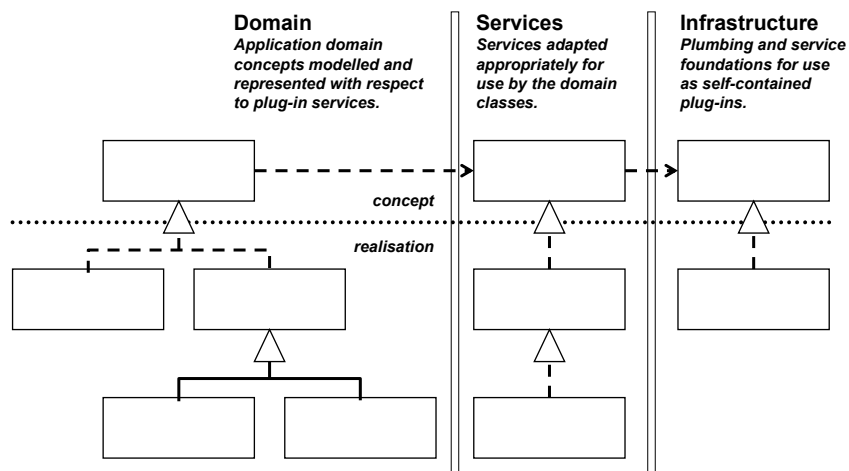 Domain
Application domain
concepts modelled and
represented with respect
to plug-in services.
Services
Services adapted
appropriately for
use by the domain
classes.
Infrastructure
Plumbing and service
foundations for use
as self-contained
plug-ins.
concept
realisation